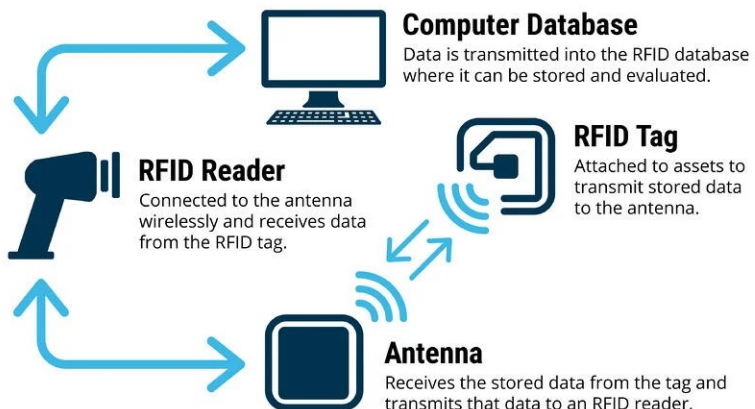 Computer Database
Data is transmitted into the RFID database
where it can be stored and evaluated.
RFID Tag
Attached to assets to
transmit stored data
to the antenna.
RFID Reader
Connected to the antenna
wirelessly and receives data
from the RFID tag.
Antenna
Receives the stored data from the tag and
transmits that data to an RFID reader.